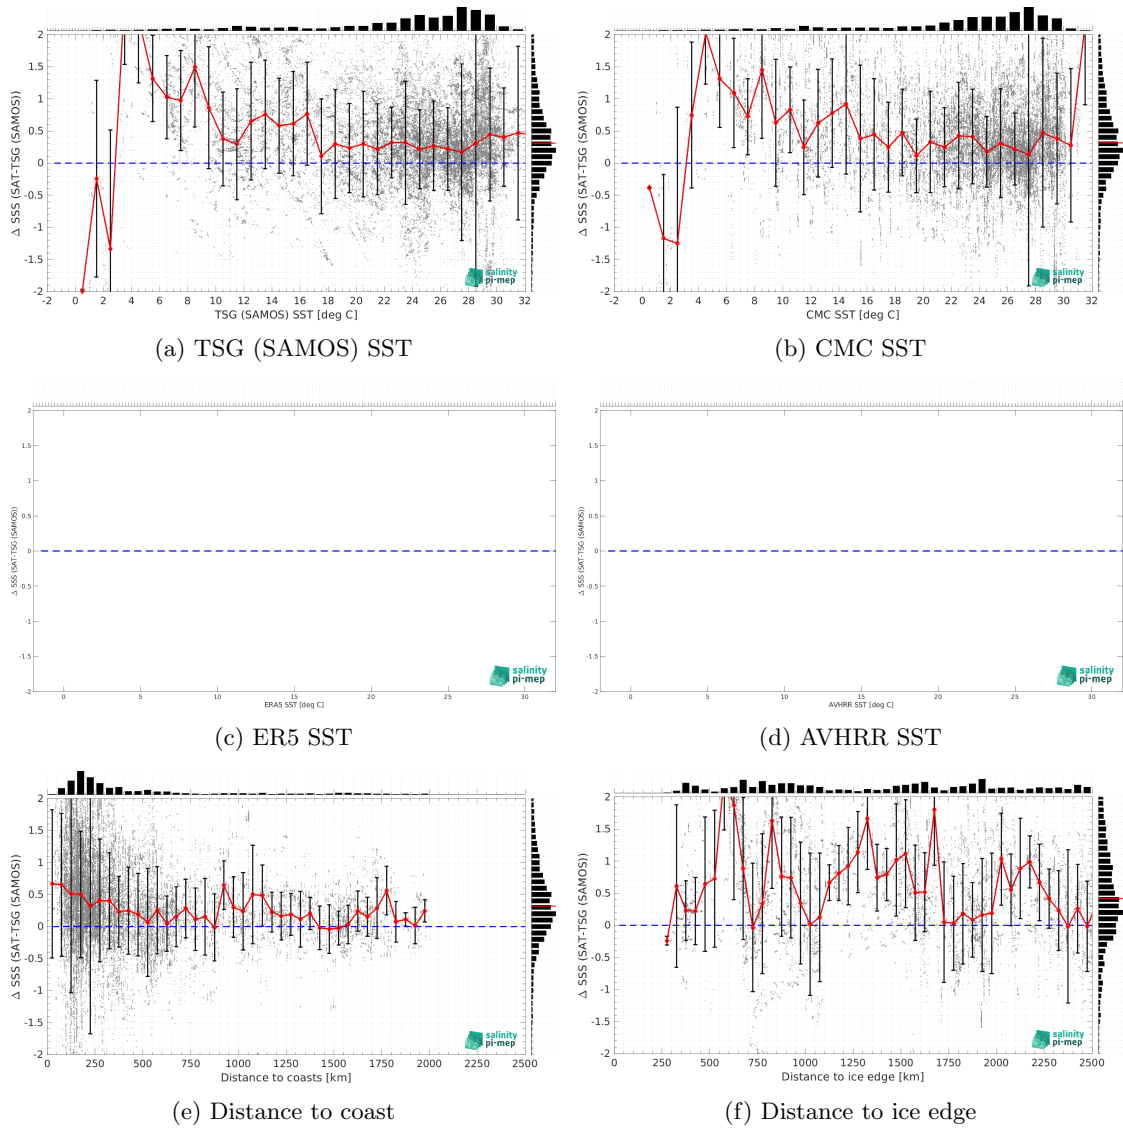 2
1.5
1
0.5
0
-0.5
-1
-1.5
-2
Δ SSS (SAT-TSG (SAMOS))
salinity
pi-mep
-2 0 2 4 6 8 10 12 14 16 18 20 22 24 26 28 30 32
TSG (SAMOS) SST [deg C]
(a) TSG (SAMOS) SST
2
1.5
1
0.5
0
-0.5
-1
-1.5
-2
Δ SSS (SAT-TSG (SAMOS))
salinity
pi-mep
-2 0 2 4 6 8 10 12 14 16 18 20 22 24 26 28 30 32
CMC SST [deg C]
(b) CMC SST
2
1.5
1
0.5
0
-0.5
-1
-1.5
-2
Δ SSS (SAT-TSG (SAMOS))
salinity
pi-mep
0 5 10 15 20 25 30
ERA5 SST [deg C]
(c) ER5 SST
2
1.5
1
0.5
0
-0.5
-1
-1.5
-2
Δ SSS (SAT-TSG (SAMOS))
salinity
pi-mep
0 5 10 15 20 25 30
AVHRR SST [deg C]
(d) AVHRR SST
2
1.5
1
0.5
0
-0.5
-1
-1.5
-2
Δ SSS (SAT-TSG (SAMOS))
salinity
pi-mep
0 250 500 750 1000 1250 1500 1750 2000 2250 2500
Distance to coasts [km]
(e) Distance to coast
2
1.5
1
0.5
0
-0.5
-1
-1.5
-2
Δ SSS (SAT-TSG (SAMOS))
salinity
pi-mep
0 250 500 750 1000 1250 1500 1750 2000 2250 2500
Distance to ice edge [km]
(f) Distance to ice edge